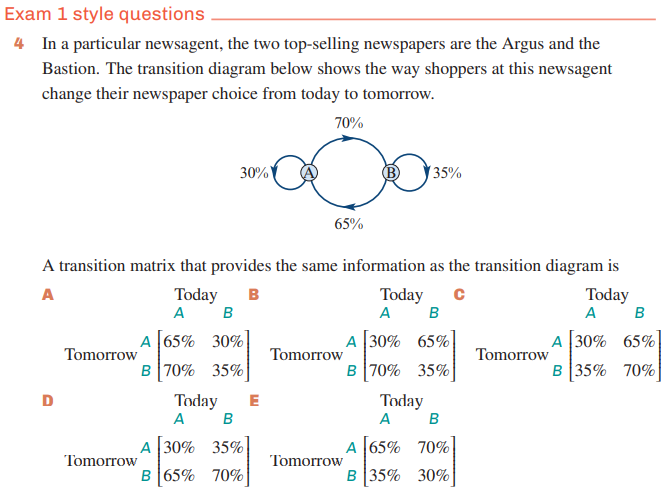 Exam 1 style questions
4 In a particular newsagent, the two top-selling newspapers are the Argus and the
Bastion. The transition diagram below shows the way shoppers at this newsagent
change their newspaper choice from today to tomorrow.
70%
30% A B 35%
65%
A transition matrix that provides the same information as the transition diagram is
A Today B Today C Today
A B A B A B
A 65% 30% A 30% 65% A 30% 65%
Tomorrow Tomorrow Tomorrow
B 70% 35% B 70% 35% B 35% 70%
D Today E Today
A B A B
A 30% 35% A 65% 70%
Tomorrow Tomorrow
B 65% 70% B 35% 30%